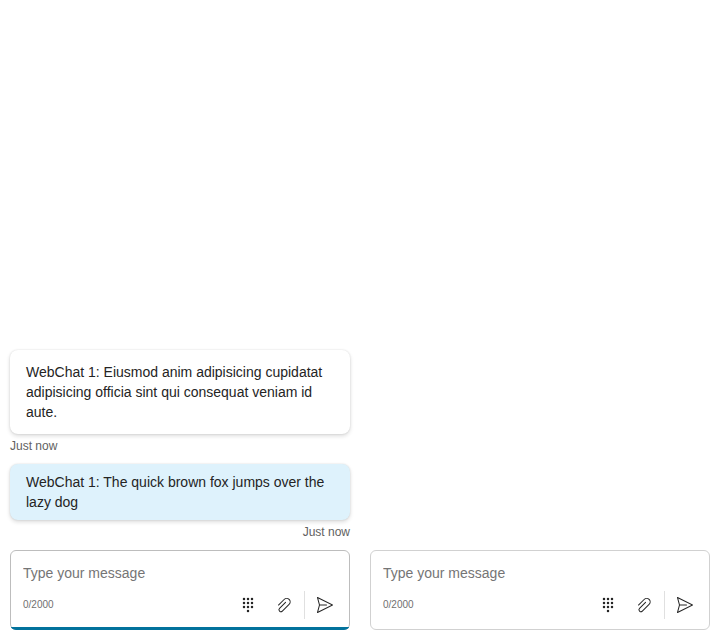 WebChat 1: Eiusmod anim adipisicing cupidatat
adipisicing officia sint qui consequat veniam id
aute.
Just now
WebChat 1: The quick brown fox jumps over the
lazy dog
Just now
Type your message
0/2000
Type your message
0/2000